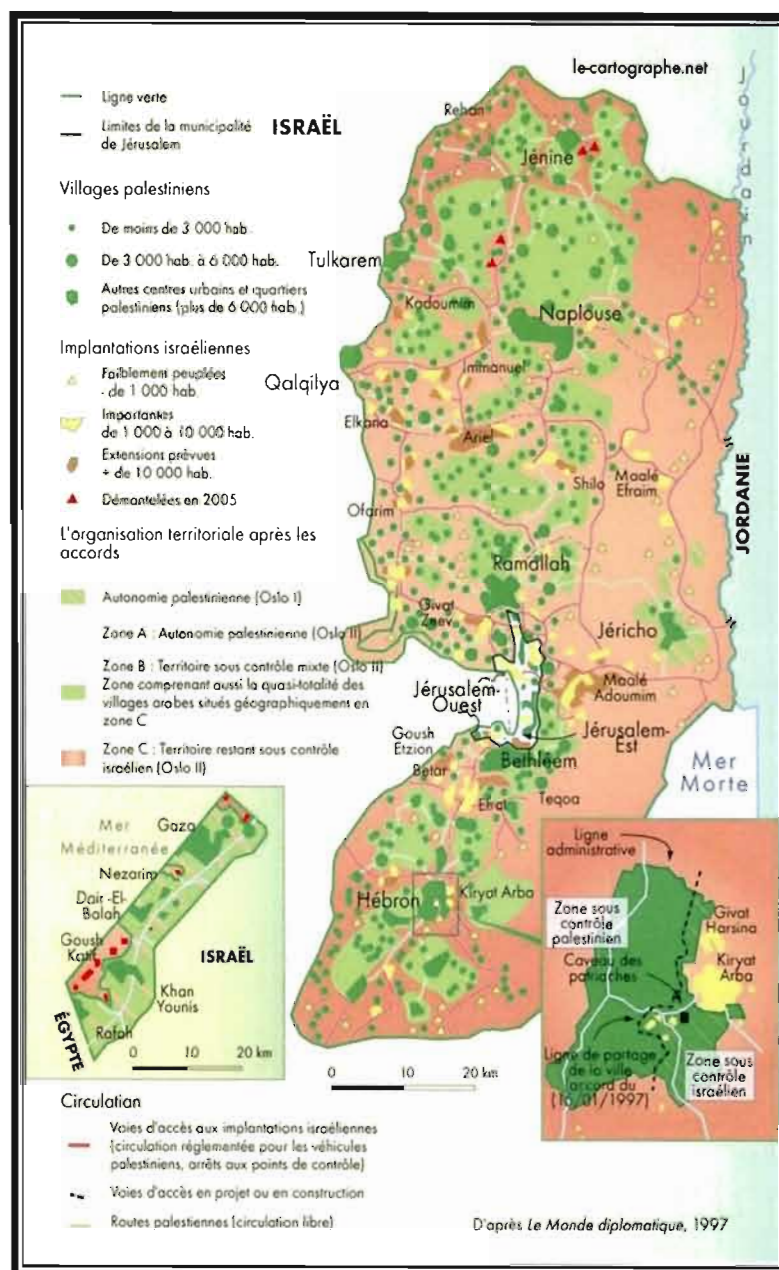 le-cartographe.net
Ligne verte
Limites de la municipalité
de Jérusalem
ISRAËL
Villages palestiniens
De moins de 3 000 hab.
De 3 000 hab. à 6 000 hab.
Autres centres urbains et quartiers
palestiniens (plus de 6 000 hab.)
Implantations israéliennes
Faiblement peuplées
- de 1 000 hab.
Importantes
de 1 000 à 10 000 hab.
Extensions prévues
+ de 10 000 hab.
Démantelées en 2005
L'organisation territoriale après les
accords
Autonomie palestinienne (Oslo I)
Zone A : Autonomie palestinienne (Oslo II)
Zone B : Territoire sous contrôle mixte (Oslo II)
Zone comprenant aussi la quasi-totalité des
villages arabes situés géographiquement en
zone C
Zone C : Territoire restant sous contrôle
israélien (Oslo II)
Jourdain
Rehan
Jénine
Tulkarem
Kadoumim
Naplouse
Immanuel
Qalqilya
Elkana
Ariel
Shilo
Maalé
Efraim
Ofarim
JORDANIE
Ramallah
Givat
Zeev
Jéricho
Jérusalem-
Ouest
Maalé
Adoumim
Jérusalem-
Est
Goush
Etzion
Bethléem
Betar
Efrat
Teqoa
Mer
Morte
Hébron
Kiryat Arba
0 10 20 km
Mer
Méditerranée
Gaza
Nezarim
Dair -El-
Balah
Goush
Katif
ISRAËL
Khan
Younis
Rafah
ÉGYPTE
0 10 20 km
Ligne
administrative
Zone sous
contrôle
palestinien
Givat
Harsina
Caveau des
patriaches
Kiryat
Arba
Ligne de partage
de la ville
accord du
(16/01/1997)
Zone sous
contrôle
israélien
Circulation
Voies d'accès aux implantations israéliennes
(circulation réglementée pour les véhicules
palestiniens, arrêts aux points de contrôle)
Voies d'accès en projet ou en construction
Routes palestiennes (circulation libre)
D'après Le Monde diplomatique, 1997